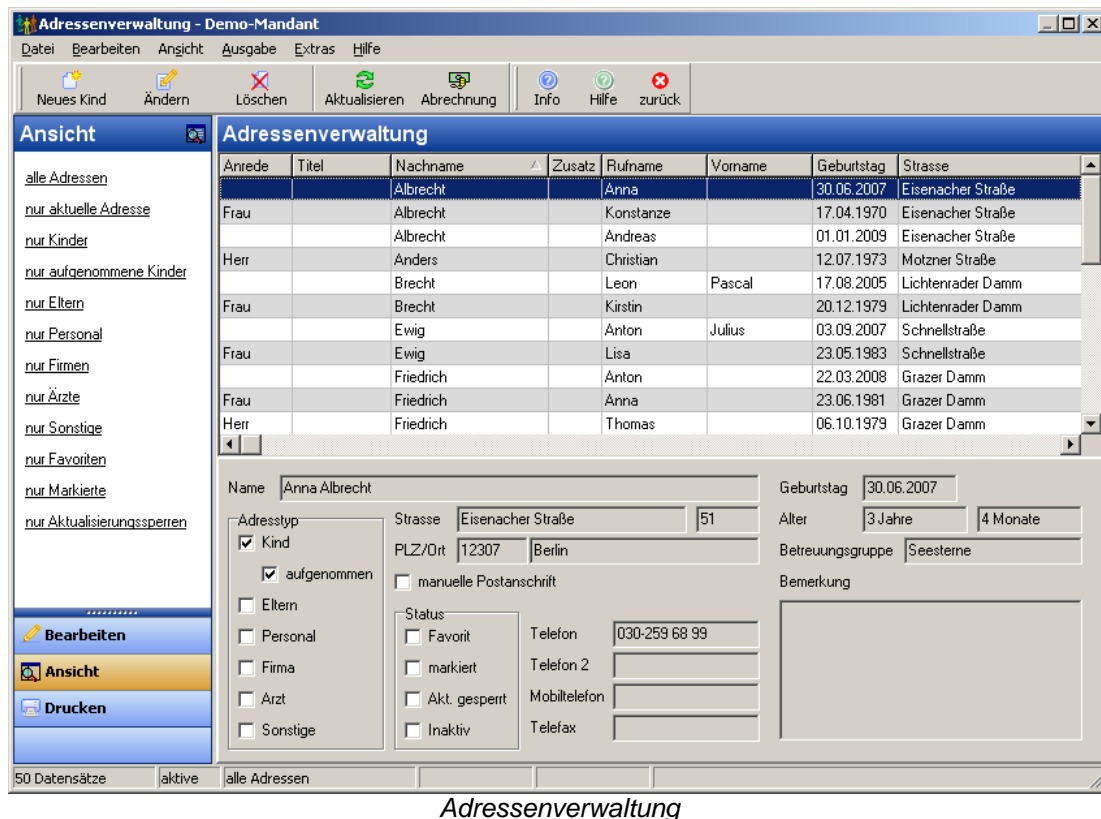 Adressenverwaltung - Demo-Mandant
Datei Bearbeiten Ansicht Ausgabe Extras Hilfe
Neues Kind Ändern Löschen Aktualisieren Abrechnung Info Hilfe zurück
Ansicht
alle Adressen
nur aktuelle Adresse
nur Kinder
nur aufgenommene Kinder
nur Eltern
nur Personal
nur Firmen
nur Ärzte
nur Sonstige
nur Favoriten
nur Markierte
nur Aktualisierungssperren
Bearbeiten
Ansicht
Drucken
Adressenverwaltung
Anrede Titel Nachname Zusatz Rufname Vorname Geburtstag Strasse
Albrecht Anna 30.06.2007 Eisenacher Straße
Frau Albrecht Konstanze 17.04.1970 Eisenacher Straße
Albrecht Andreas 01.01.2009 Eisenacher Straße
Herr Anders Christian 12.07.1973 Motzner Straße
Brecht Leon Pascal 17.08.2005 Lichtenrader Damm
Frau Brecht Kirstin 20.12.1979 Lichtenrader Damm
Ewig Anton Julius 03.09.2007 Schnellstraße
Frau Ewig Lisa 23.05.1983 Schnellstraße
Friedrich Anton 22.03.2008 Grazer Damm
Frau Friedrich Anna 23.06.1981 Grazer Damm
Herr Friedrich Thomas 06.10.1979 Grazer Damm
Name Anna Albrecht
Adresstyp
Kind
aufgenommen
Eltern
Personal
Firma
Arzt
Sonstige
Strasse Eisenacher Straße 51
PLZ/Ort 12307 Berlin
manuelle Postanschrift
Status
Favorit
markiert
Akt. gesperrt
Inaktiv
Telefon 030-259 68 99
Telefon 2
Mobiltelefon
Telefax
Geburtstag 30.06.2007
Alter 3 Jahre 4 Monate
Betreuungsgruppe Seesterne
Bemerkung
50 Datensätze aktive alle Adressen
Adressenverwaltung